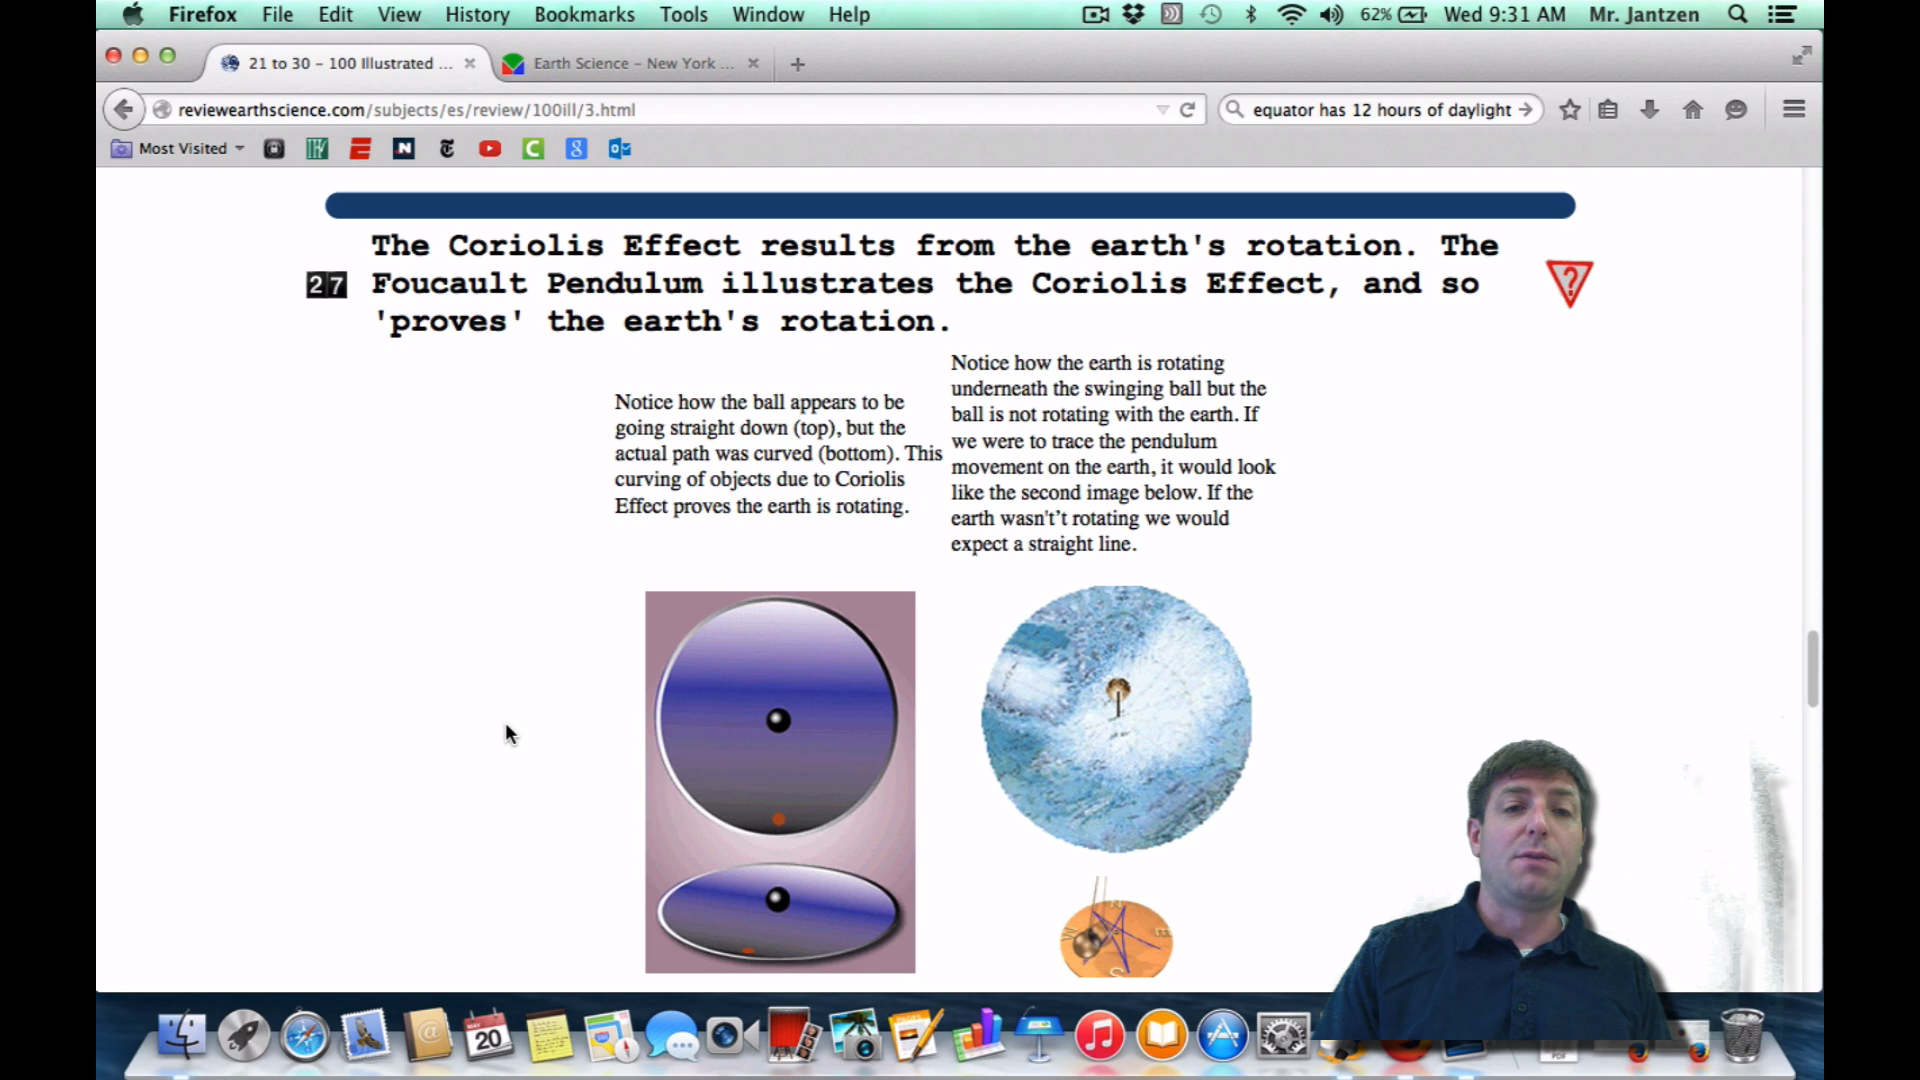 Firefox File Edit View History Bookmarks Tools Window Help 62% Wed 9:31 AM Mr. Jantzen
21 to 30 – 100 Illustrated ... Earth Science – New York ...
reviewearthscience.com/subjects/es/review/100ill/3.html equator has 12 hours of daylight
Most Visited
The Coriolis Effect results from the earth's rotation. The
27 Foucault Pendulum illustrates the Coriolis Effect, and so ?
'proves' the earth's rotation.
Notice how the ball appears to be
going straight down (top), but the
actual path was curved (bottom). This
curving of objects due to Coriolis
Effect proves the earth is rotating.
Notice how the earth is rotating
underneath the swinging ball but the
ball is not rotating with the earth. If
we were to trace the pendulum
movement on the earth, it would look
like the second image below. If the
earth wasn't’t rotating we would
expect a straight line.
N
W
E
S
MAY
20
PAGES
PDF